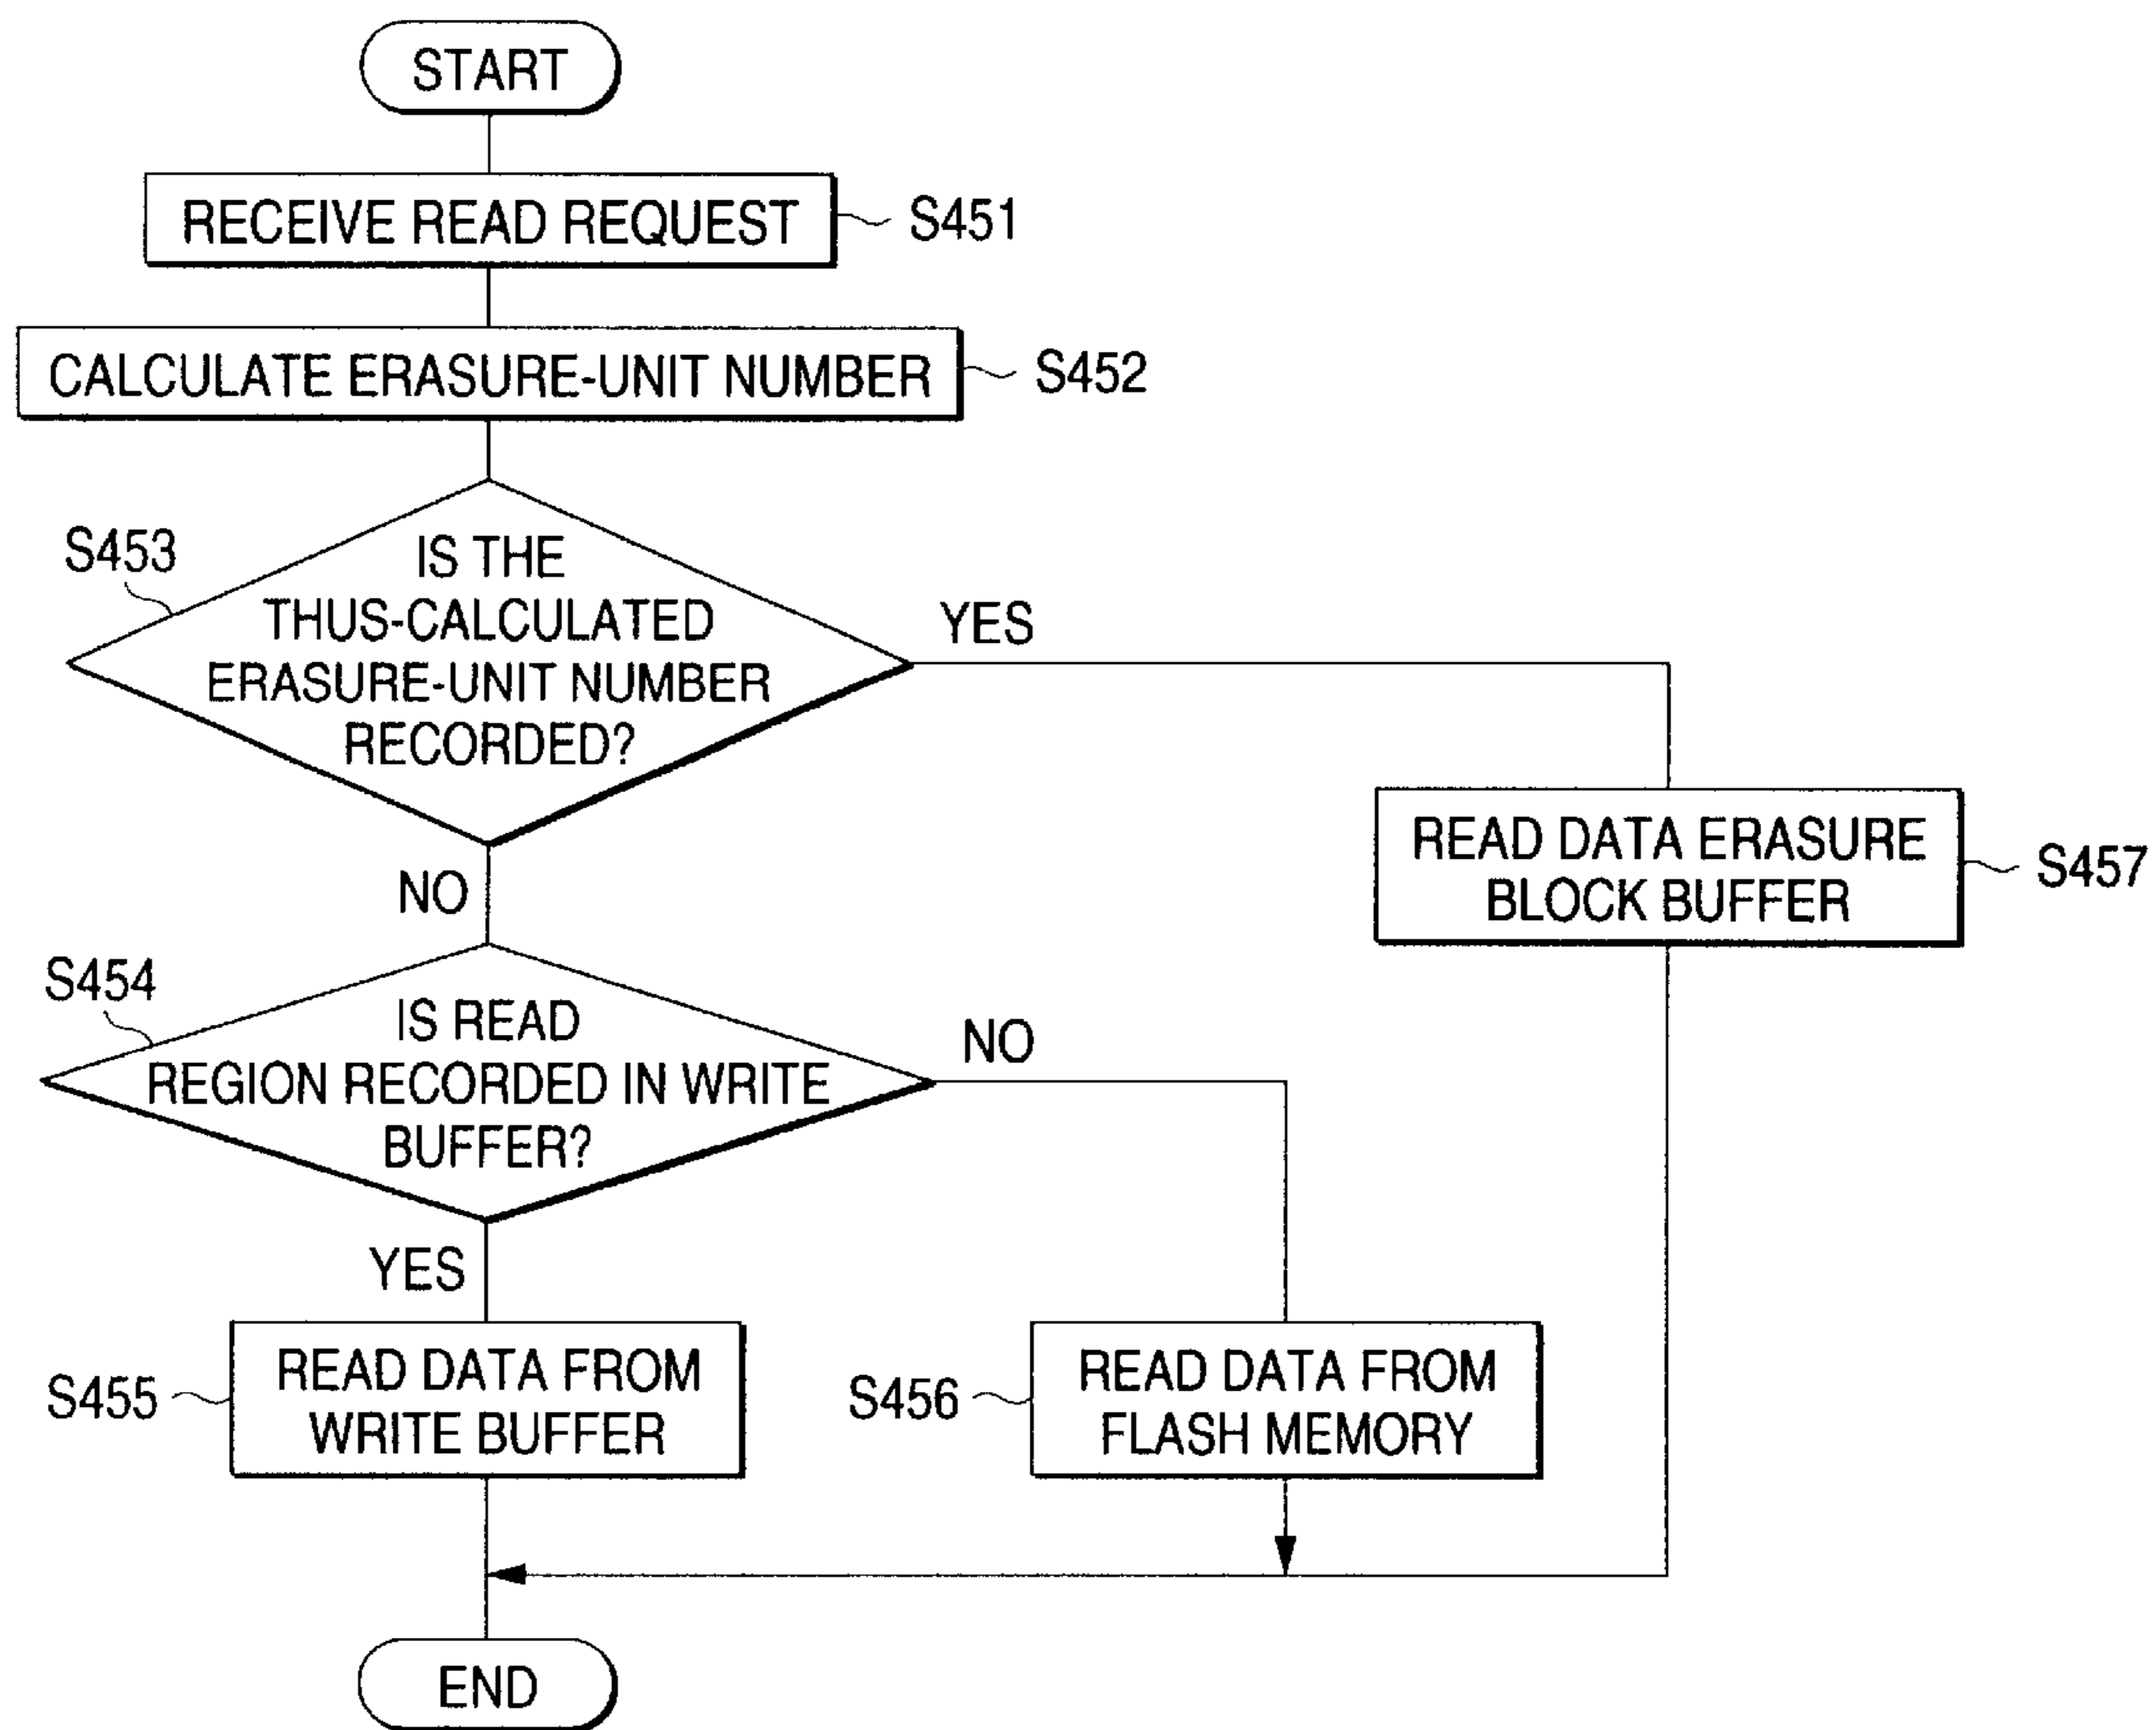 START
RECEIVE READ REQUEST
S451
CALCULATE ERASURE-UNIT NUMBER
S452
S453
IS THE
THUS-CALCULATED
ERASURE-UNIT NUMBER
RECORDED?
YES
NO
READ DATA ERASURE
BLOCK BUFFER
S457
S454
IS READ
REGION RECORDED IN WRITE
BUFFER?
NO
YES
S455
READ DATA FROM
WRITE BUFFER
S456
READ DATA FROM
FLASH MEMORY
END